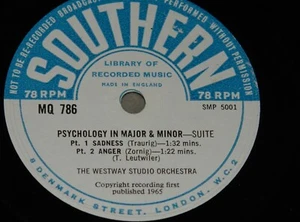 NOT TO BE RE-RECORDED BROADCAST PERFORMED WITHOUT PERMISSION
SOUTHERN
LIBRARY OF
RECORDED MUSIC
MADE IN ENGLAND
78 RPM 78 RPM
MQ 786 SMP 5001
PSYCHOLOGY IN MAJOR & MINOR—SUITE
Pt. 1 SADNESS (Traurig)—1:32 mins.
Pt. 2 ANGER (Zornig)—1:22 mins.
(T. Leutwiler)
THE WESTWAY STUDIO ORCHESTRA
Copyright recording first
published 1965
8 DENMARK STREET, LONDON, W.C.2